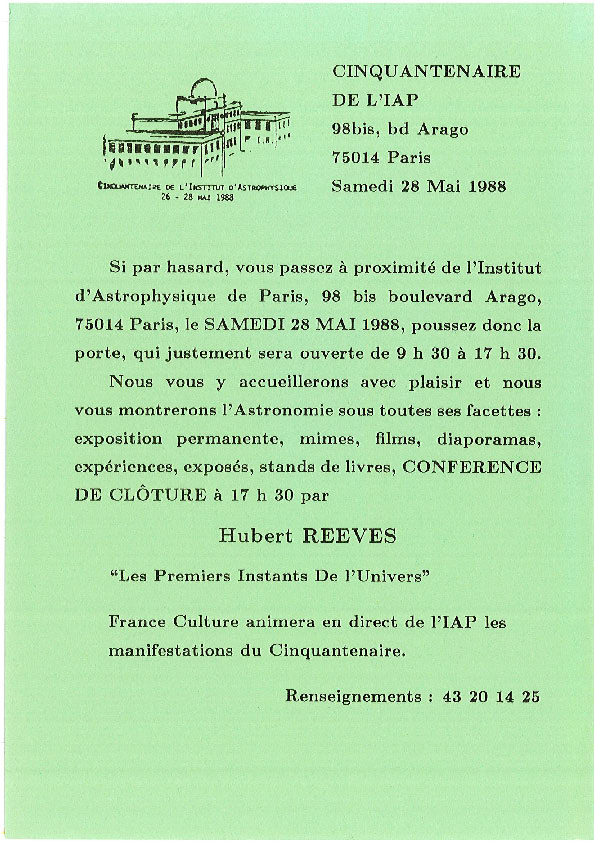 CINQUANTENAIRE
DE L'IAP
98bis, bd Arago
75014 Paris
Samedi 28 Mai 1988
CINQUANTENAIRE DE L'INSTITUT D'ASTROPHYSIQUE
26 - 28 MAI 1988
Si par hasard, vous passez à proximité de l'Institut
d'Astrophysique de Paris, 98 bis boulevard Arago,
75014 Paris, le SAMEDI 28 MAI 1988, poussez donc la
porte, qui justement sera ouverte de 9 h 30 à 17 h 30.
Nous vous y accueillerons avec plaisir et nous
vous montrerons l'Astronomie sous toutes ses facettes :
exposition permanente, mimes, films, diaporamas,
expériences, exposés, stands de livres, CONFERENCE
DE CLÔTURE à 17 h 30 par
Hubert REEVES
“Les Premiers Instants De l'Univers”
France Culture animera en direct de l'IAP les
manifestations du Cinquantenaire.
Renseignements : 43 20 14 25